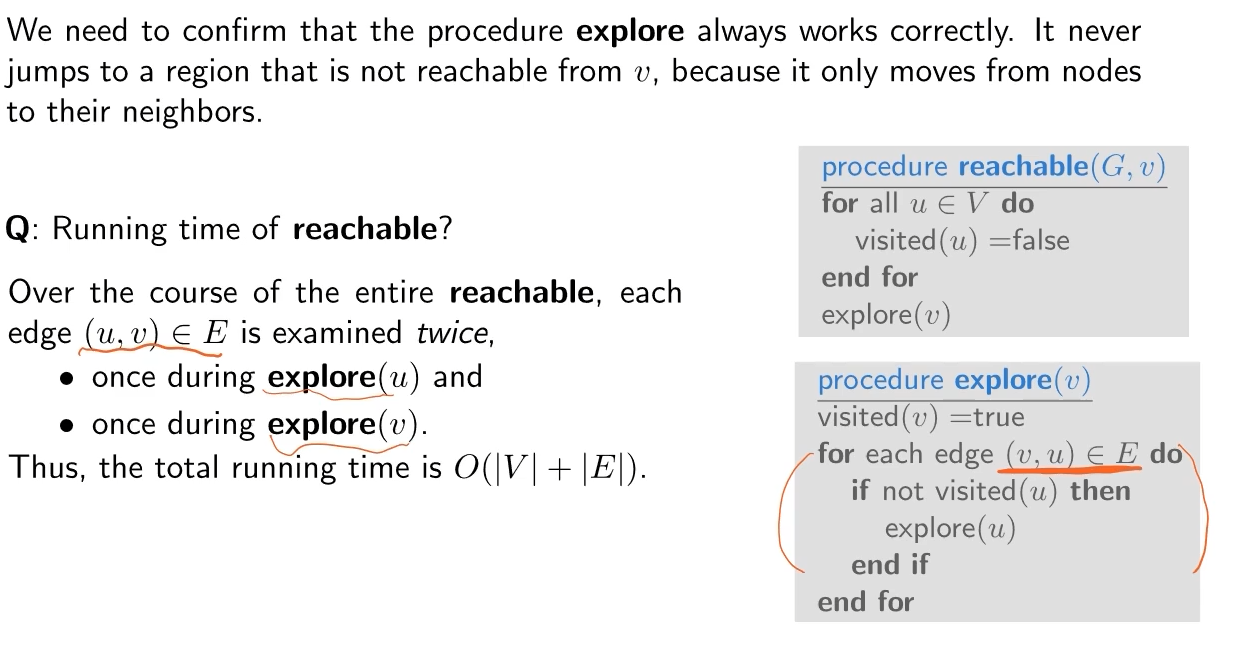 We need to confirm that the procedure explore always works correctly. It never
jumps to a region that is not reachable from v, because it only moves from nodes
to their neighbors.
Q: Running time of reachable?
Over the course of the entire reachable, each
edge (u, v) ∈ E is examined twice,
• once during explore(u) and
• once during explore(v).
Thus, the total running time is O(|V| + |E|).
procedure reachable(G, v)
for all u ∈ V do
visited(u) =false
end for
explore(v)
procedure explore(v)
visited(v) =true
for each edge (v, u) ∈ E do
if not visited(u) then
explore(u)
end if
end for